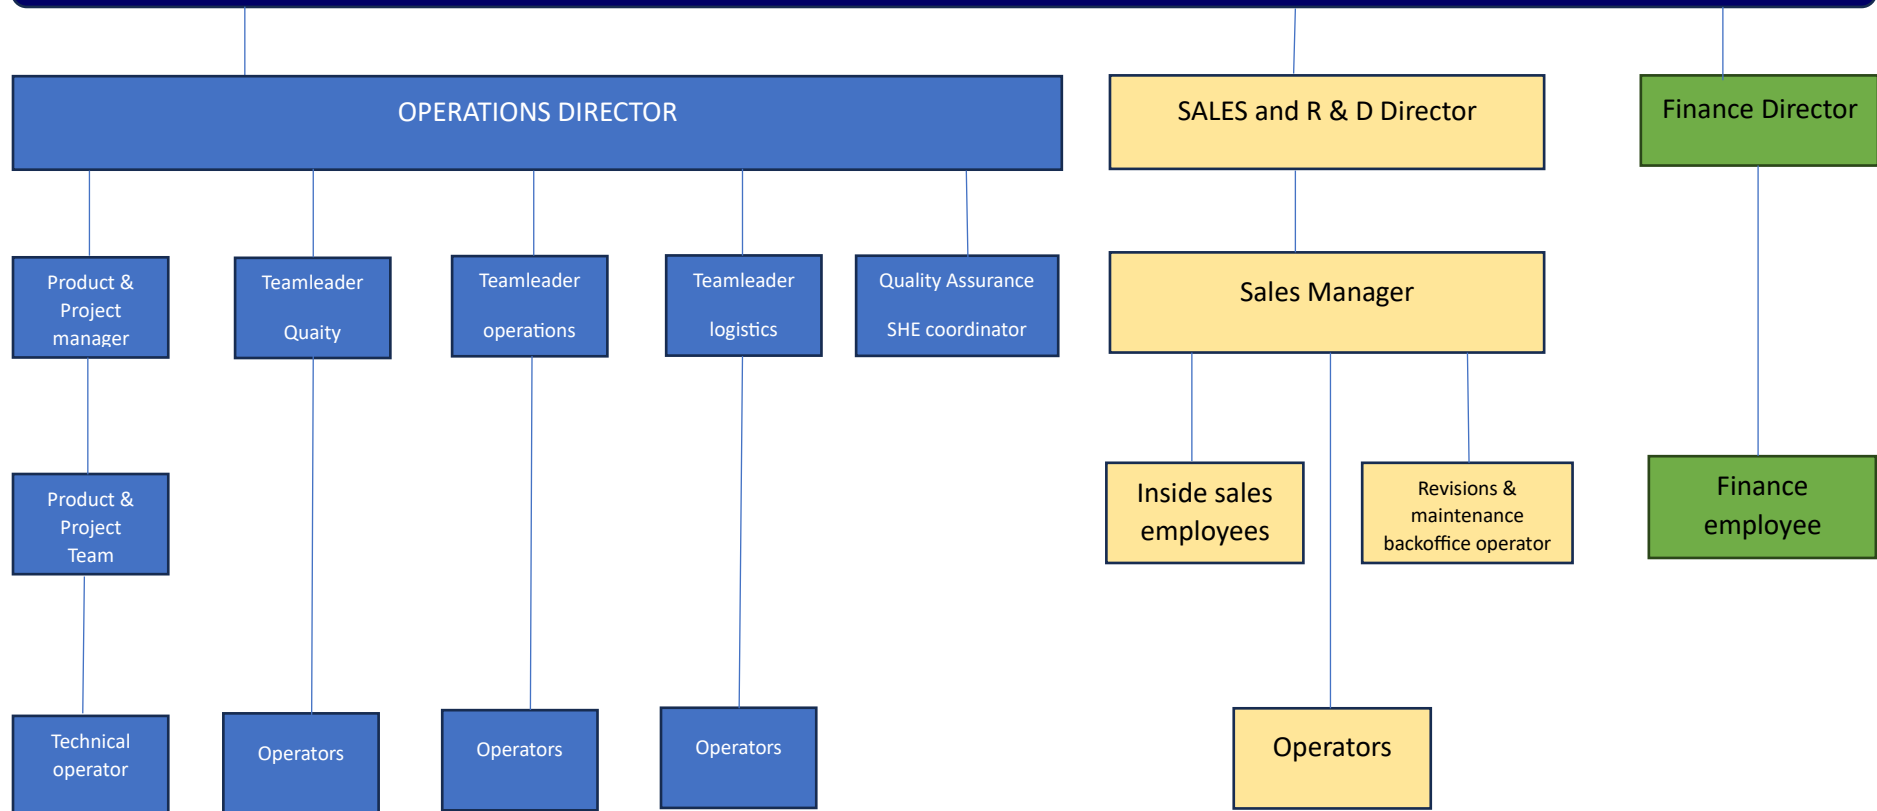 OPERATIONS DIRECTOR
SALES and R & D Director
Finance Director
Product &
Project
manager
Teamleader
Quaity
Teamleader
operations
Teamleader
logistics
Quality Assurance
SHE coordinator
Sales Manager
Product &
Project
Team
Inside sales
employees
Revisions &
maintenance
backoffice operator
Finance
employee
Technical
operator
Operators
Operators
Operators
Operators